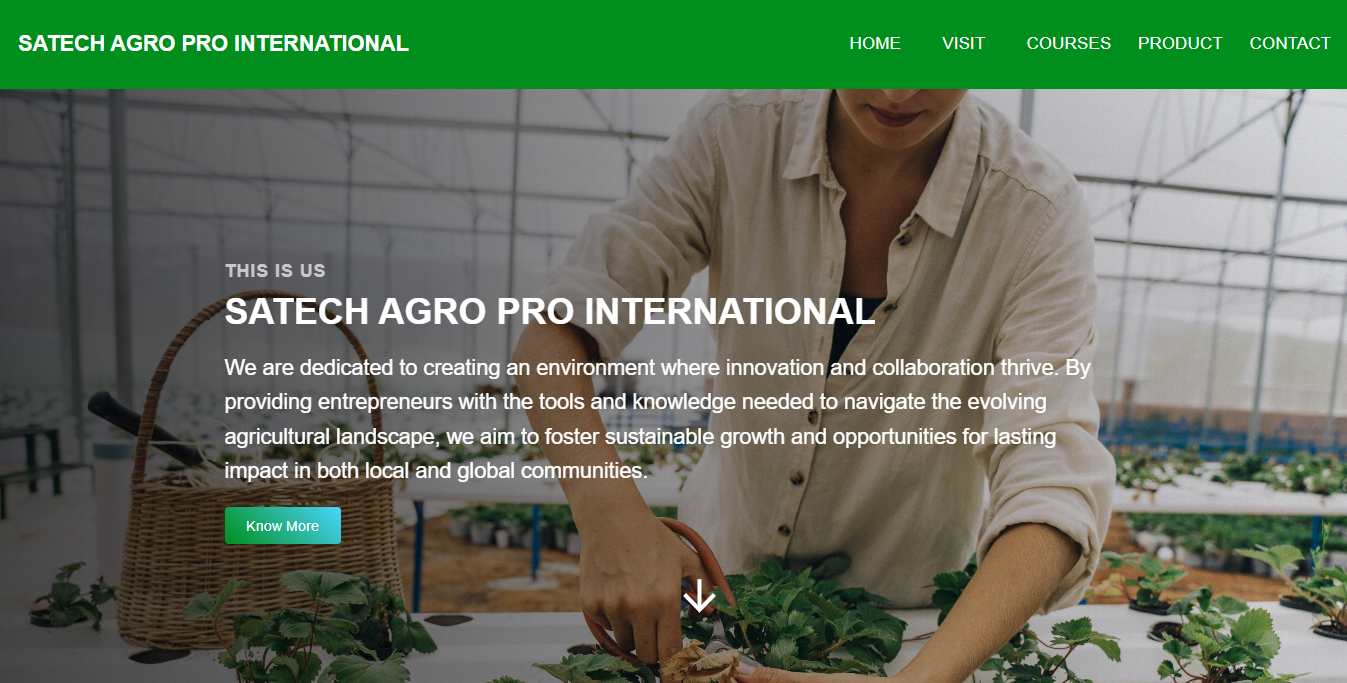 SATECH AGRO PRO INTERNATIONAL
HOME VISIT COURSES PRODUCT CONTACT
THIS IS US
SATECH AGRO PRO INTERNATIONAL
We are dedicated to creating an environment where innovation and collaboration thrive. By
providing entrepreneurs with the tools and knowledge needed to navigate the evolving
agricultural landscape, we aim to foster sustainable growth and opportunities for lasting
impact in both local and global communities.
Know More